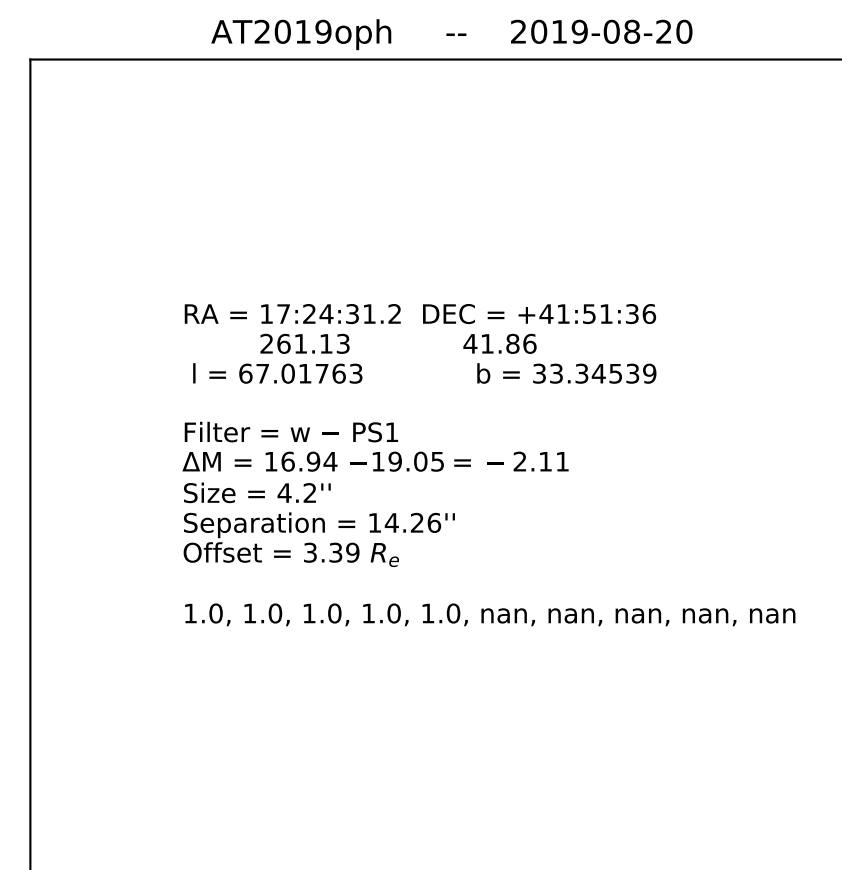 AT2019oph -- 2019-08-20
RA = 17:24:31.2 DEC = +41:51:36
261.13 41.86
l = 67.01763 b = 33.34539
Filter = w − PS1
ΔM = 16.94 −19.05 = − 2.11
Size = 4.2''
Separation = 14.26''
Offset = 3.39 Rₑ
1.0, 1.0, 1.0, 1.0, 1.0, nan, nan, nan, nan, nan